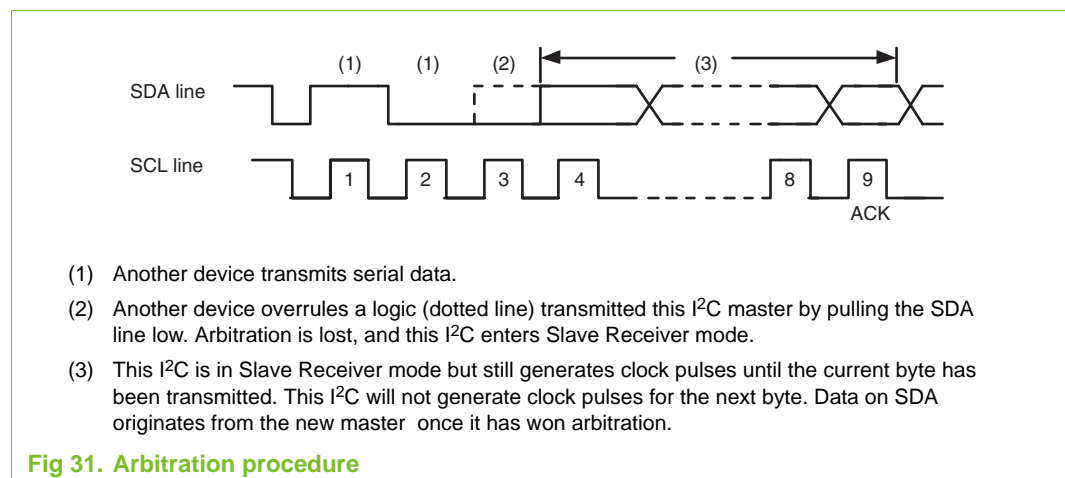 (1) (1) (2) (3)
SDA line
SCL line
1 2 3 4 8 9
ACK
(1) Another device transmits serial data.
(2) Another device overrules a logic (dotted line) transmitted this I2C master by pulling the SDA
line low. Arbitration is lost, and this I2C enters Slave Receiver mode.
(3) This I2C is in Slave Receiver mode but still generates clock pulses until the current byte has
been transmitted. This I2C will not generate clock pulses for the next byte. Data on SDA
originates from the new master once it has won arbitration.
Fig 31. Arbitration procedure